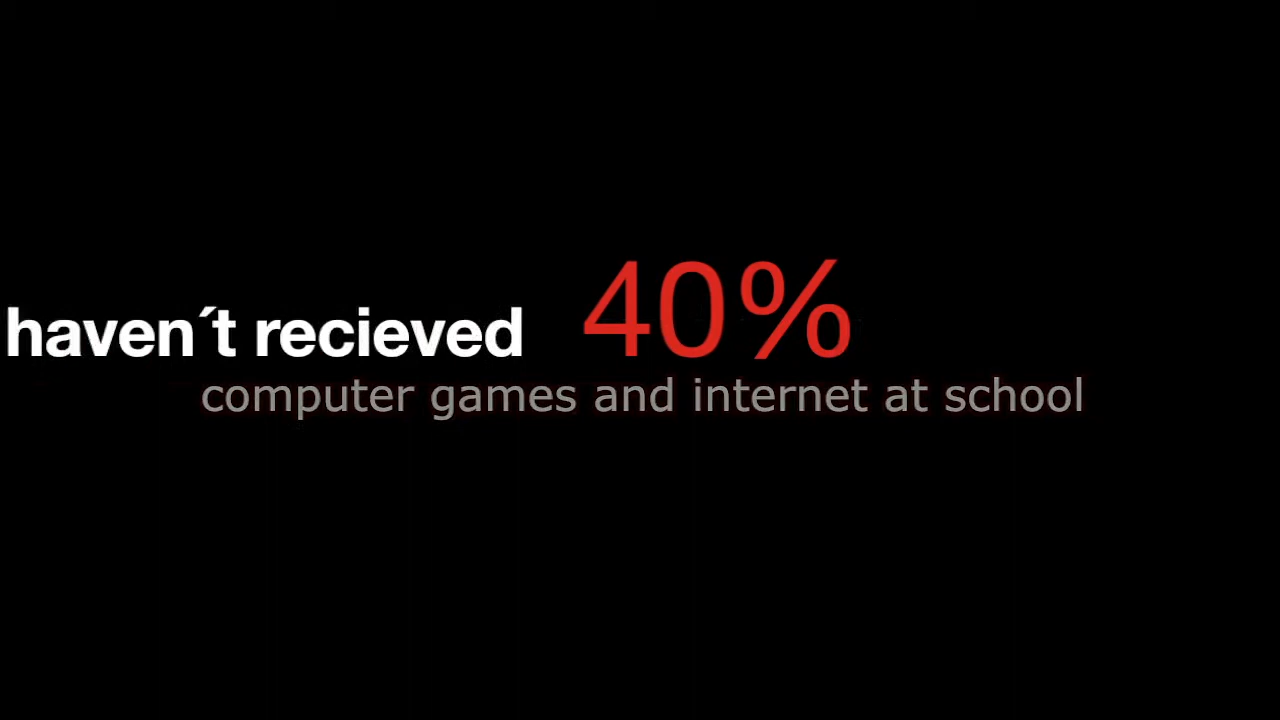 haven´t recieved 40%
computer games and internet at school